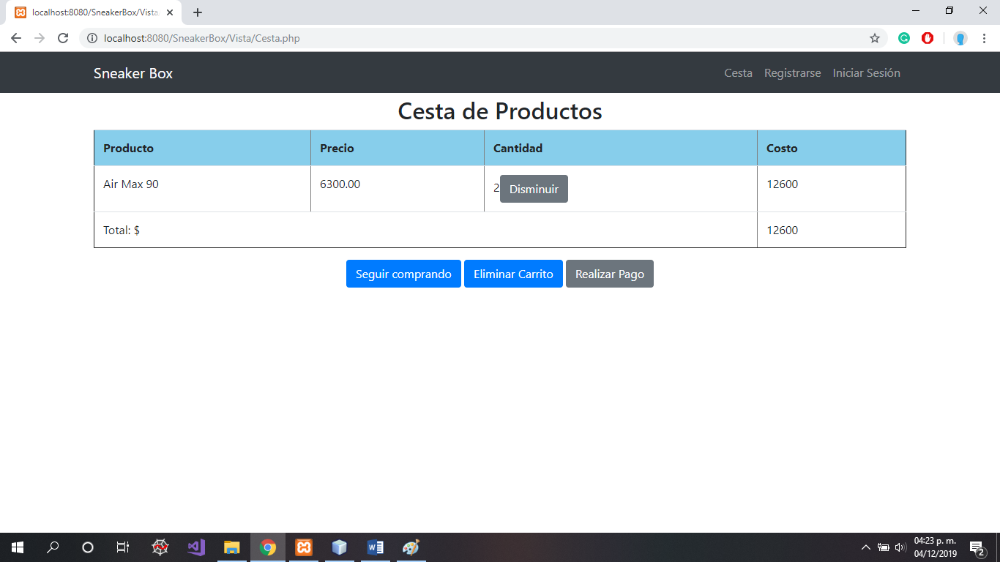 localhost:8080/SneakerBox/Vista
localhost:8080/SneakerBox/Vista/Cesta.php
Sneaker Box
Cesta Registrarse Iniciar Sesión
Cesta de Productos
Producto Precio Cantidad Costo
Air Max 90 6300.00 2 Disminuir 12600
Total: $ 12600
Seguir comprando Eliminar Carrito Realizar Pago
04:23 p. m.
04/12/2019
2